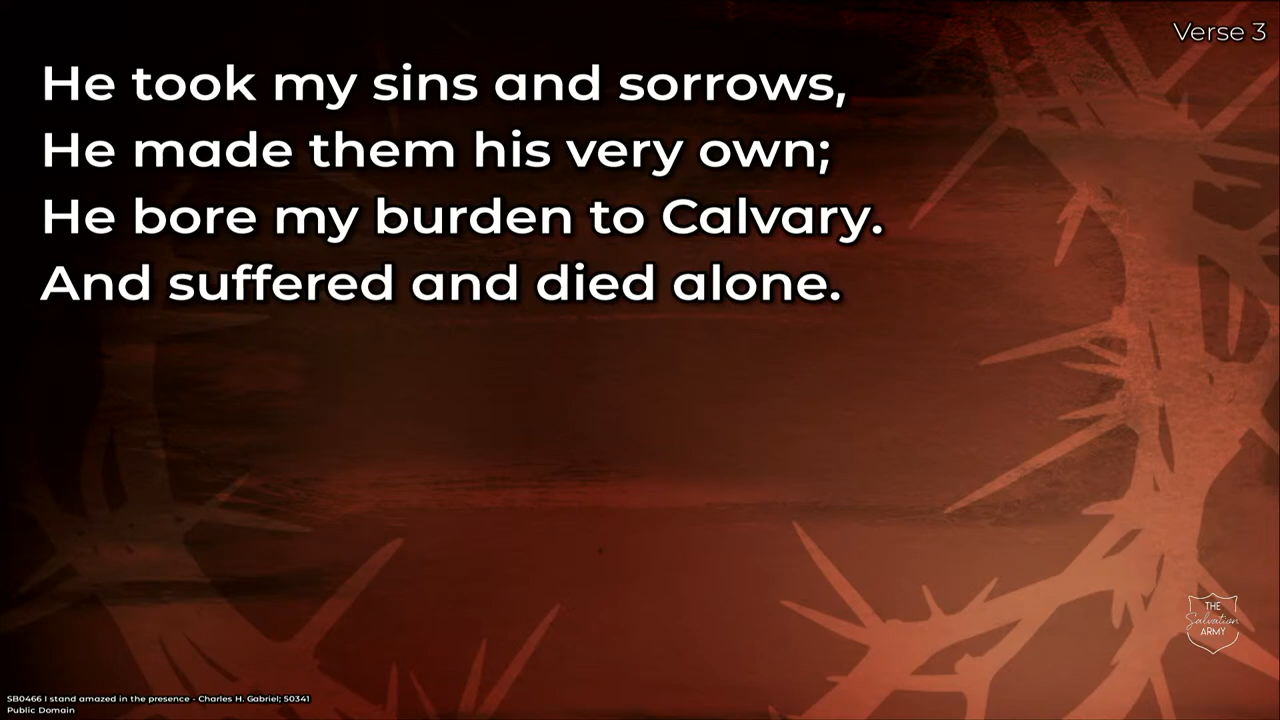 Verse 3
He took my sins and sorrows,
He made them his very own;
He bore my burden to Calvary.
And suffered and died alone.
THE
Salvation
ARMY
SB0466 I stand amazed in the presence - Charles H. Gabriel; 50341
Public Domain